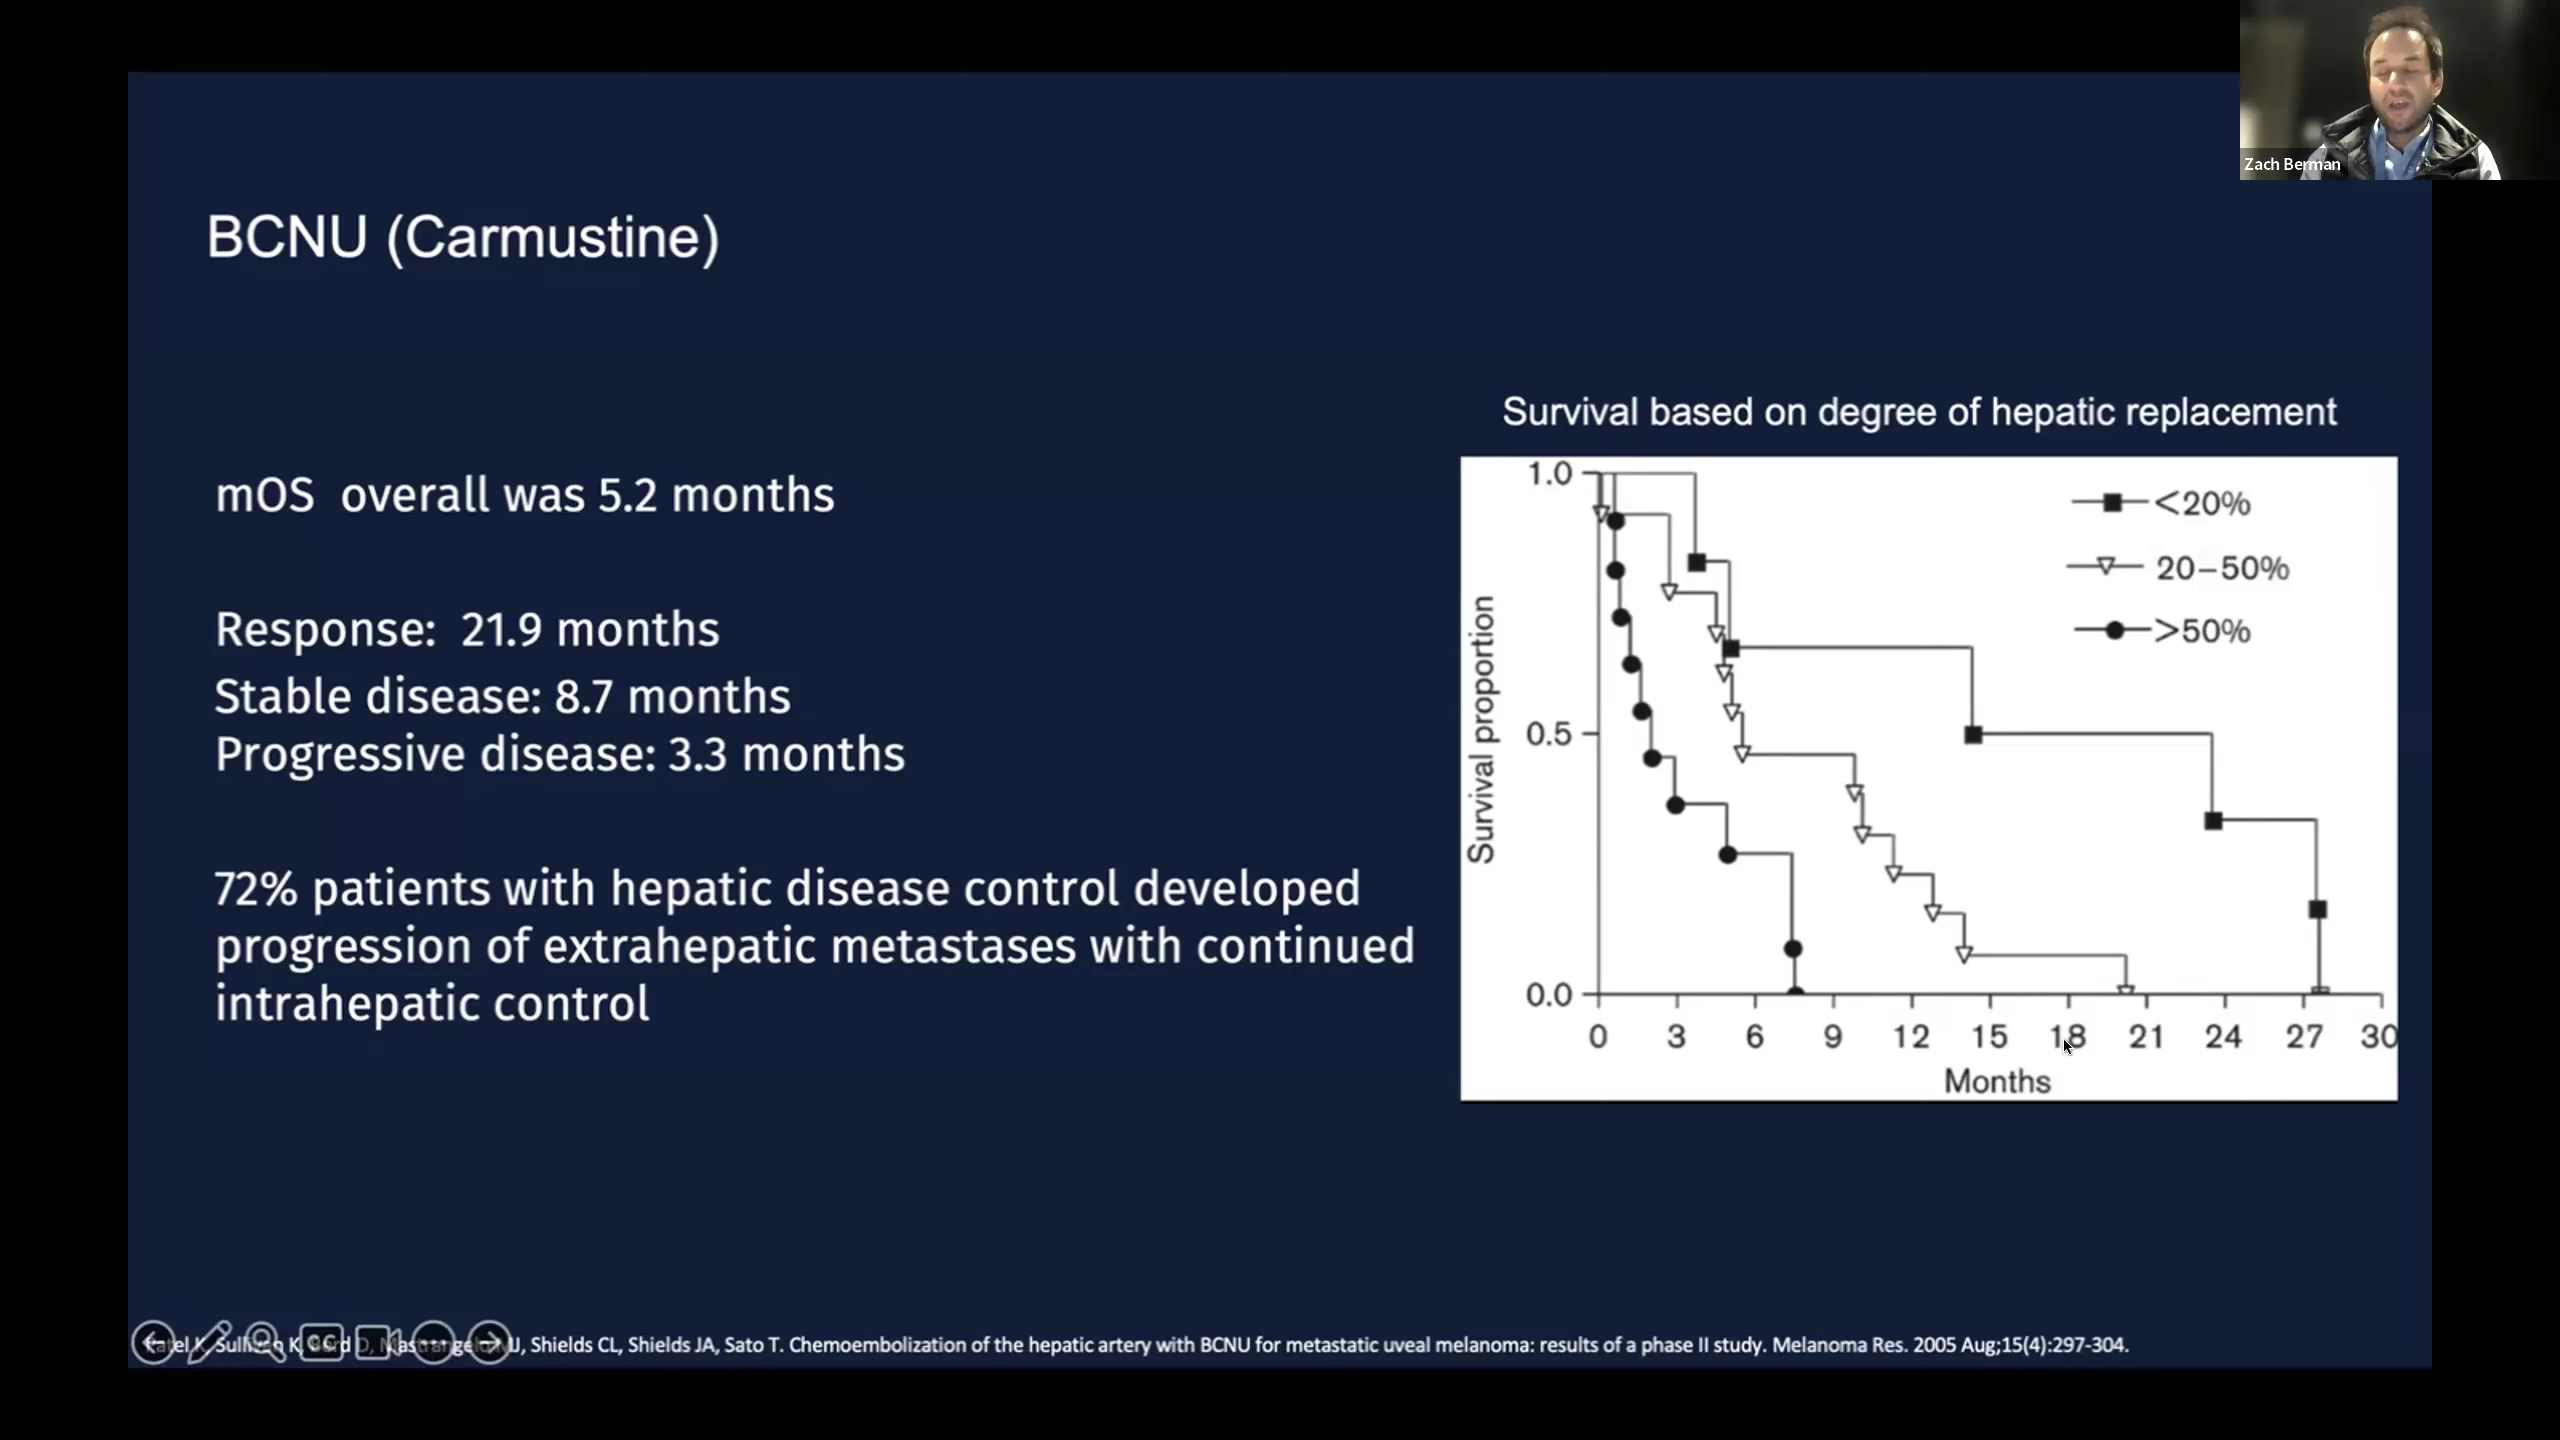 Zach Berman
BCNU (Carmustine)
mOS overall was 5.2 months
Response: 21.9 months
Stable disease: 8.7 months
Progressive disease: 3.3 months
72% patients with hepatic disease control developed
progression of extrahepatic metastases with continued
intrahepatic control
Survival based on degree of hepatic replacement
1.0
0.5
0.0
Survival proportion
<20%
20–50%
>50%
0 3 6 9 12 15 18 21 24 27 30
Months
Shields CL, Shields JA, Sato T. Chemoembolization of the hepatic artery with BCNU for metastatic uveal melanoma: results of a phase II study. Melanoma Res. 2005 Aug;15(4):297-304.